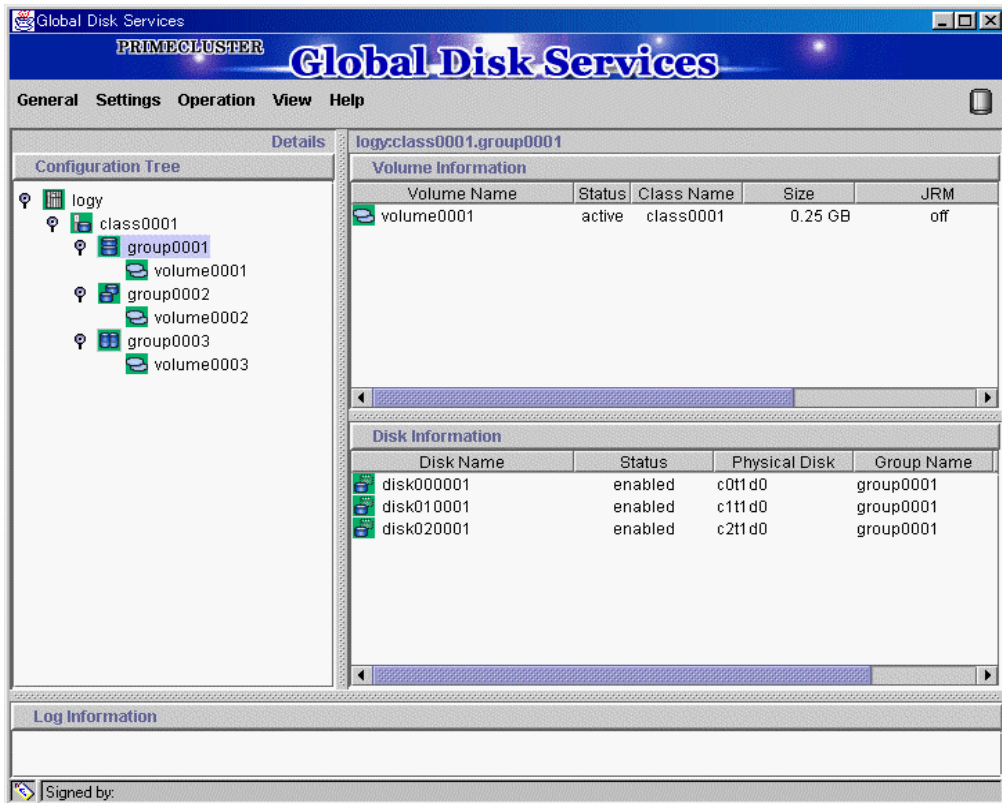 Global Disk Services
PRIMECLUSTER
Global Disk Services
General Settings Operation View Help
Details
Configuration Tree
logy
class0001
group0001
volume0001
group0002
volume0002
group0003
volume0003
logy:class0001.group0001
Volume Information
Volume Name Status Class Name Size JRM
volume0001 active class0001 0.25 GB off
Disk Information
Disk Name Status Physical Disk Group Name
disk000001 enabled c0t1d0 group0001
disk010001 enabled c1t1d0 group0001
disk020001 enabled c2t1d0 group0001
Log Information
Signed by: